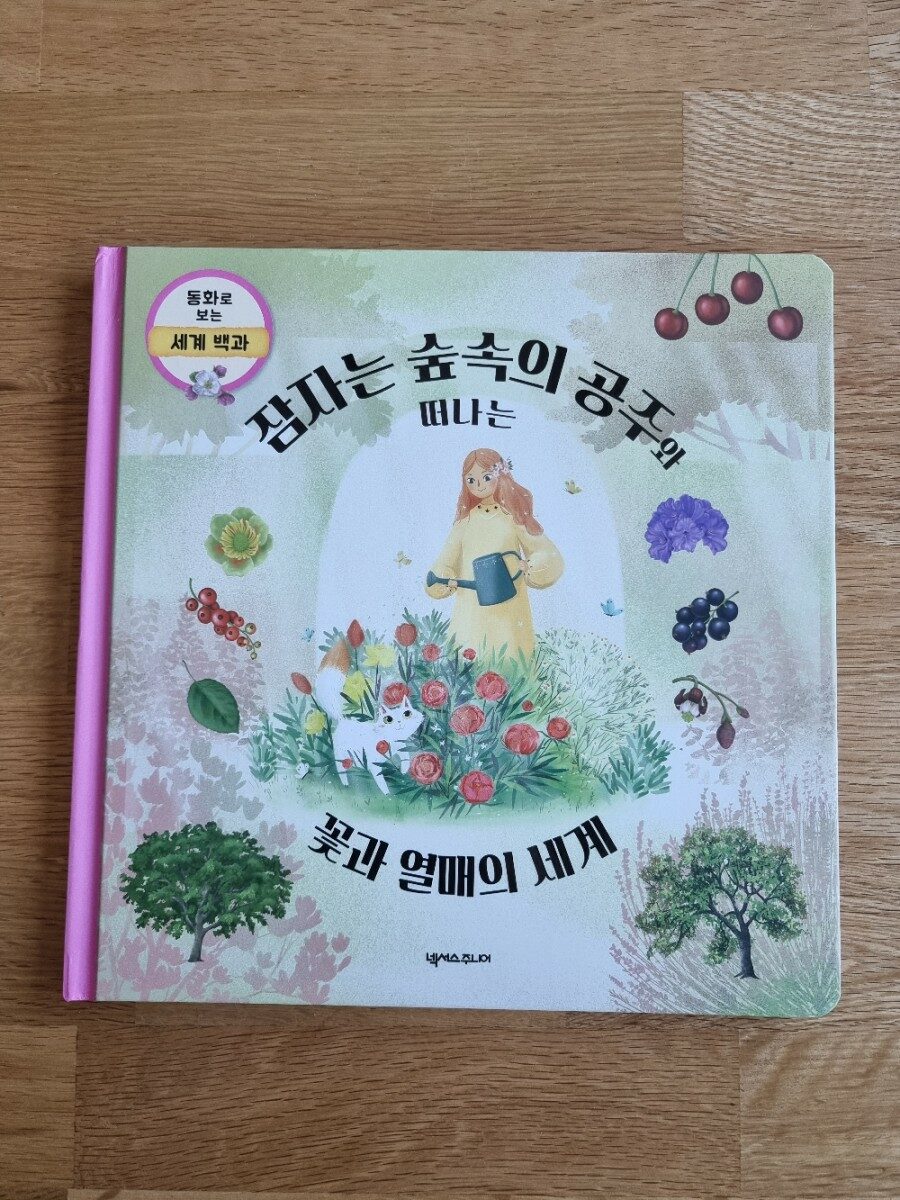 동화로
보는
세계 백과
잠자는 숲속의 공주와
떠나는
꽃과 열매의 세계
넥서스주니어